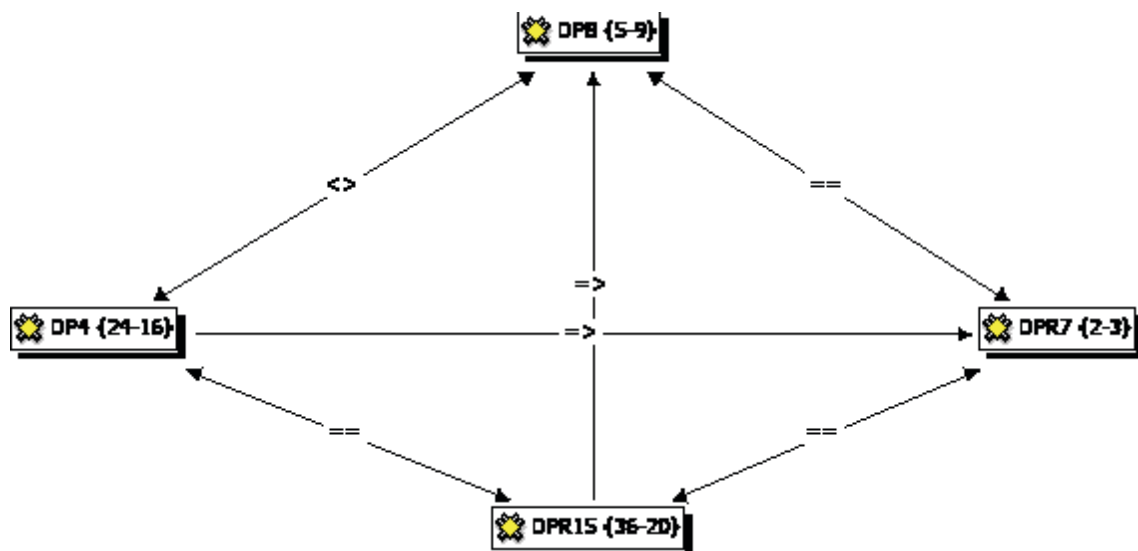 DP8 {5-9}
<>
==
=>
DP4 {24-16}
=>
DPR7 {2-3}
==
==
DPR15 {36-20}